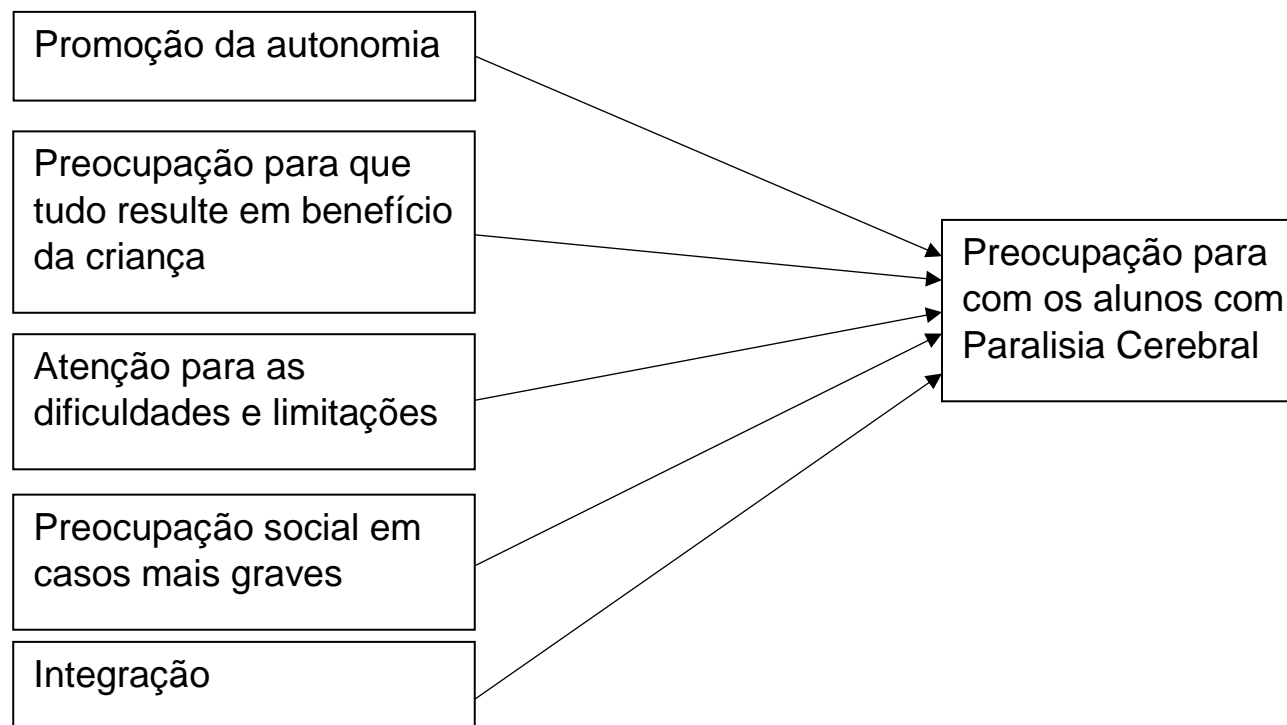 Promoção da autonomia
Preocupação para que
tudo resulte em benefício
da criança
Atenção para as
dificuldades e limitações
Preocupação social em
casos mais graves
Integração
Preocupação para
com os alunos com
Paralisia Cerebral